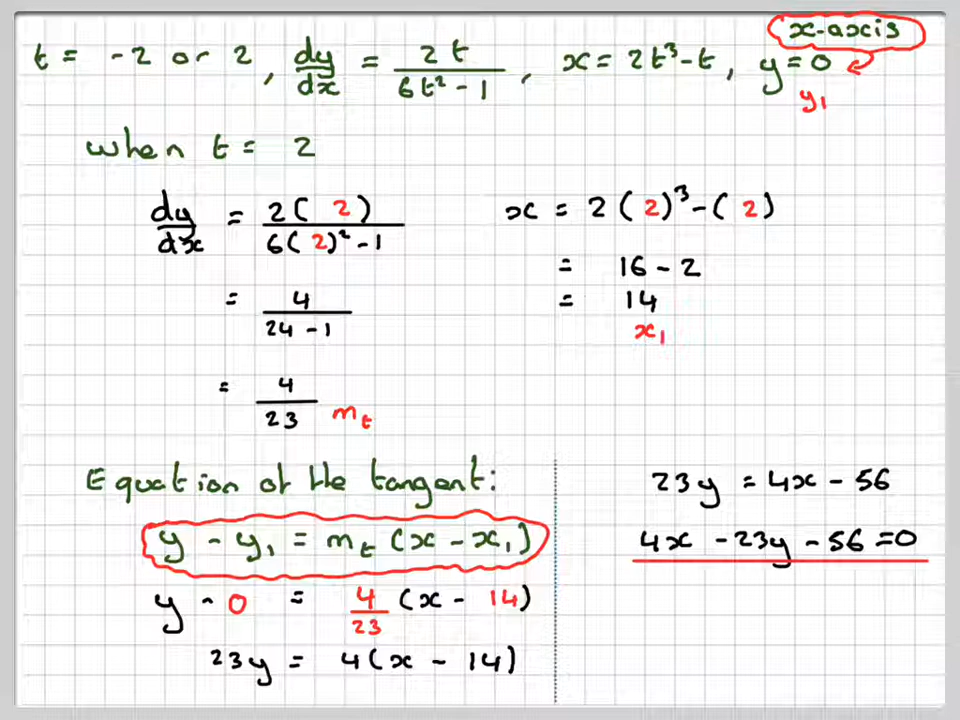 x-axis
t = -2 or 2, dy/dx = 2t/(6t² - 1), x = 2t³ - t, y = 0
y₁
when t = 2
dy/dx = 2(2)/(6(2)² - 1)
x = 2(2)³ - (2)
= 16 - 2
= 4/(24 - 1)
= 14
x₁
= 4/23 mₜ
Equation of the tangent:
y - y₁ = mₜ(x - x₁)
y - 0 = 4/23 (x - 14)
23y = 4(x - 14)
23y = 4x - 56
4x - 23y - 56 = 0